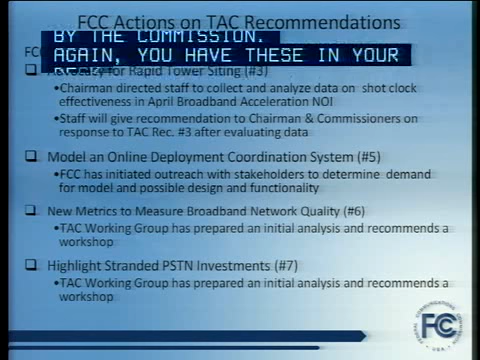 FCC Actions on TAC Recommendations
BY THE COMMISSION.
AGAIN, YOU HAVE THESE IN YOUR
FCC
Advocacy for Rapid Tower Siting (#3)
•Chairman directed staff to collect and analyze data on shot clock
effectiveness in April Broadband Acceleration NOI
•Staff will give recommendation to Chairman & Commissioners on
response to TAC Rec. #3 after evaluating data
Model an Online Deployment Coordination System (#5)
•FCC has initiated outreach with stakeholders to determine demand
for model and possible design and functionality
New Metrics to Measure Broadband Network Quality (#6)
•TAC Working Group has prepared an initial analysis and recommends a
workshop
Highlight Stranded PSTN Investments (#7)
•TAC Working Group has prepared an initial analysis and recommends a
workshop
FEDERAL COMMUNICATIONS COMMISSION
FCC
USA